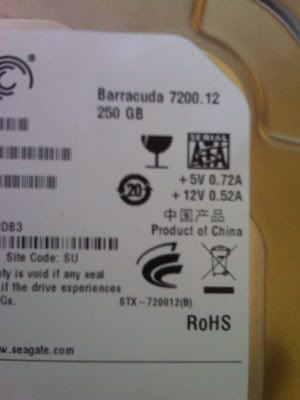 Barracuda 7200.12
250 GB
SERIAL
ATA
+5V 0.72A
+12V 0.52A
20
中国产品
Product of China
DB3
Site Code: SU
ty is void if any seal
if the drive experiences
Gs.
STX-720012(B)
RoHS
w.seagate.com